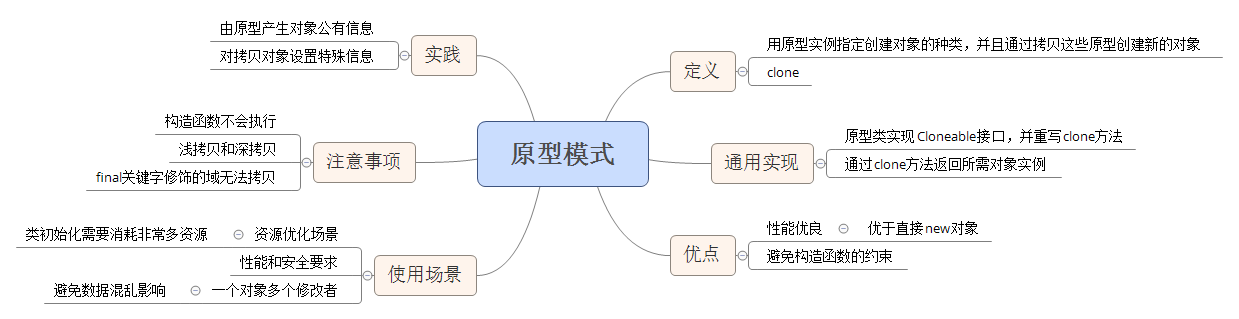 原型模式
定义
用原型实例指定创建对象的种类，并且通过拷贝这些原型创建新的对象
clone
通用实现
原型类实现 Cloneable接口，并重写clone方法
通过clone方法返回所需对象实例
优点
性能优良
优于直接new对象
避免构造函数的约束
实践
由原型产生对象公有信息
对拷贝对象设置特殊信息
注意事项
构造函数不会执行
浅拷贝和深拷贝
final关键字修饰的域无法拷贝
使用场景
资源优化场景
类初始化需要消耗非常多资源
性能和安全要求
一个对象多个修改者
避免数据混乱影响